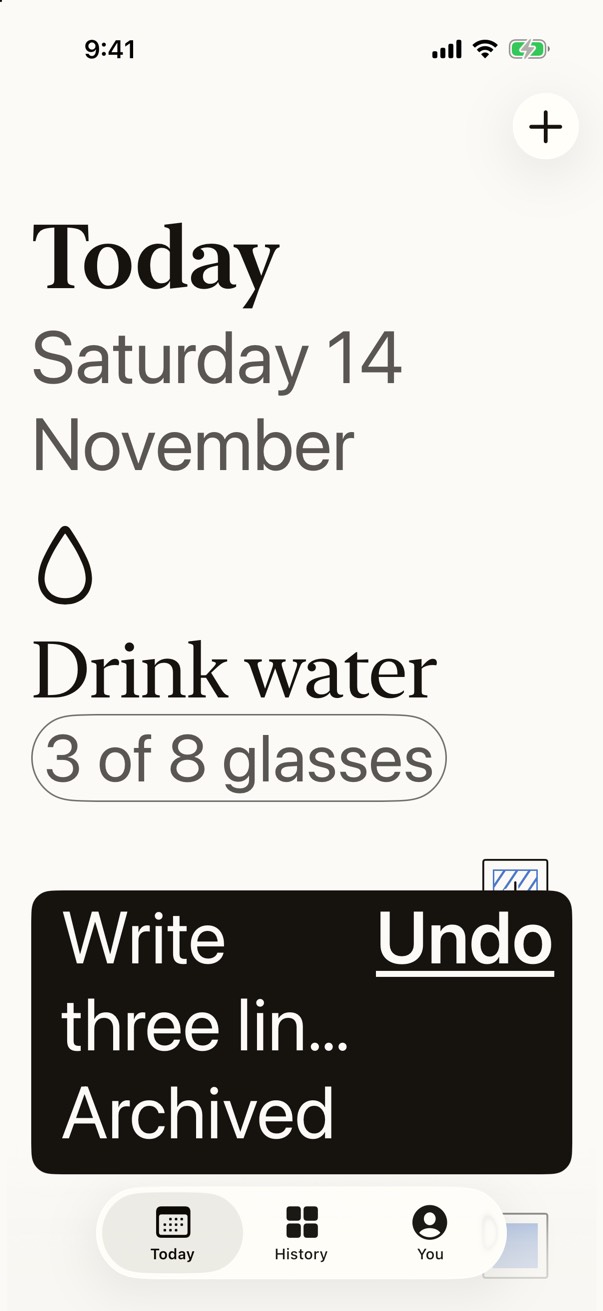 9:41
Today
Saturday 14
November
Drink water
3 of 8 glasses
Write
three lin...
Archived
Undo
Today
History
You